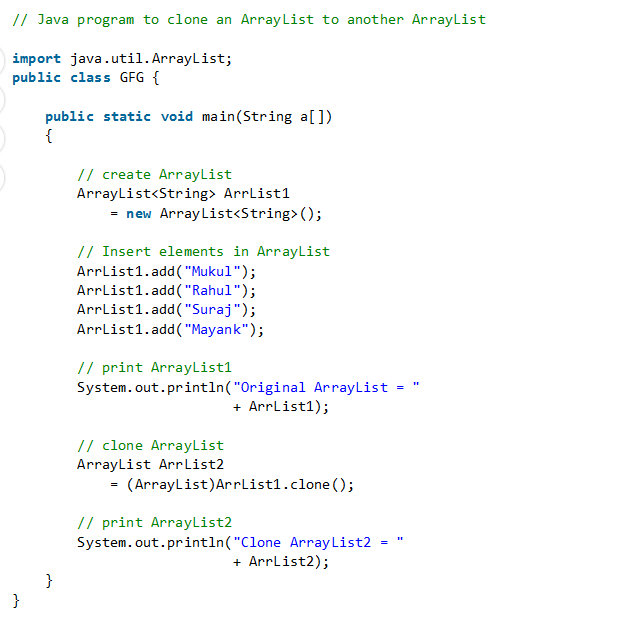 // Java program to clone an ArrayList to another ArrayList
import java.util.ArrayList;
public class GFG {
public static void main(String a[])
{
// create ArrayList
ArrayList<String> ArrList1
= new ArrayList<String>();
// Insert elements in ArrayList
ArrList1.add("Mukul");
ArrList1.add("Rahul");
ArrList1.add("Suraj");
ArrList1.add("Mayank");
// print ArrayList1
System.out.println("Original ArrayList = "
+ ArrList1);
// clone ArrayList
ArrayList ArrList2
= (ArrayList)ArrList1.clone();
// print ArrayList2
System.out.println("Clone ArrayList2 = "
+ ArrList2);
}
}